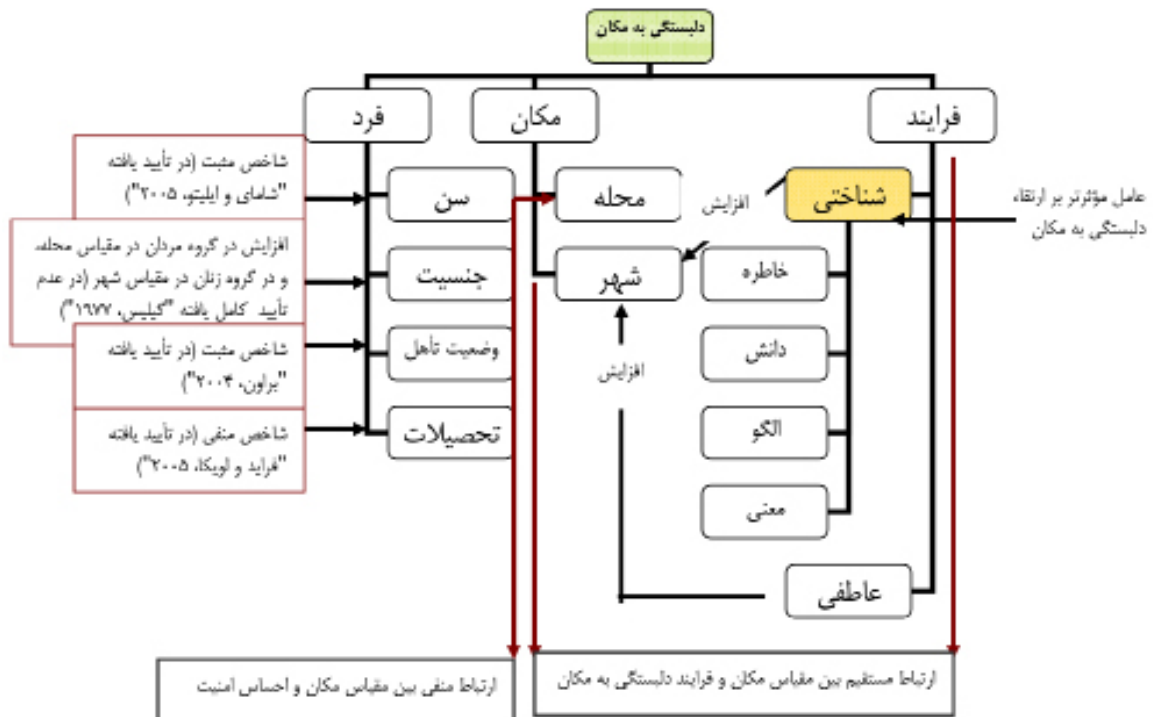 دلبستگی به مکان
فرایند
مکان
فرد
شناختی
محله
سن
افزایش
عامل مؤثرتر بر ارتقاء
دلبستگی به مکان
شاخص مثبت (در تأیید یافته
"شامای و ایلیتو، ۲۰۰۵")
خاطره
شهر
جنسیت
افزایش در گروه مردان در مقیاس محله،
و در گروه زنان در مقیاس شهر (در عدم
تأیید کامل یافته "گیلیس، ۱۹۷۷")
دانش
افزایش
وضعیت تأهل
شاخص مثبت (در تأیید یافته
"براون، ۲۰۰۴")
الگو
تحصیلات
شاخص منفی (در تأیید یافته
"فراید و لویکا، ۲۰۰۵")
معنی
عاطفی
ارتباط مستقیم بین مقیاس مکان و فرایند دلبستگی به مکان
ارتباط منفی بین مقیاس مکان و احساس امنیت